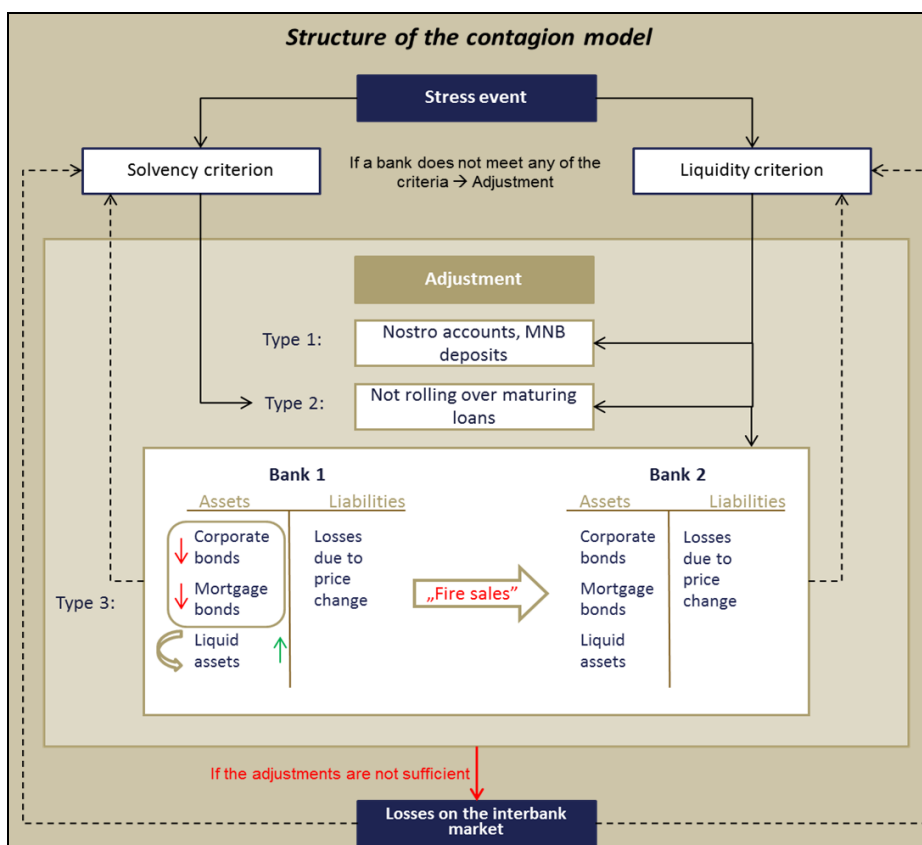 Structure of the contagion model
Stress event
Solvency criterion
If a bank does not meet any of the
criteria → Adjustment
Liquidity criterion
Adjustment
Type 1:
Nostro accounts, MNB
deposits
Type 2:
Not rolling over maturing
loans
Type 3:
Bank 1
Assets
Liabilities
Corporate
bonds
Mortgage
bonds
Liquid
assets
Losses
due to
price
change
„Fire sales”
Bank 2
Assets
Liabilities
Corporate
bonds
Mortgage
bonds
Liquid
assets
Losses
due to
price
change
If the adjustments are not sufficient
Losses on the interbank
market